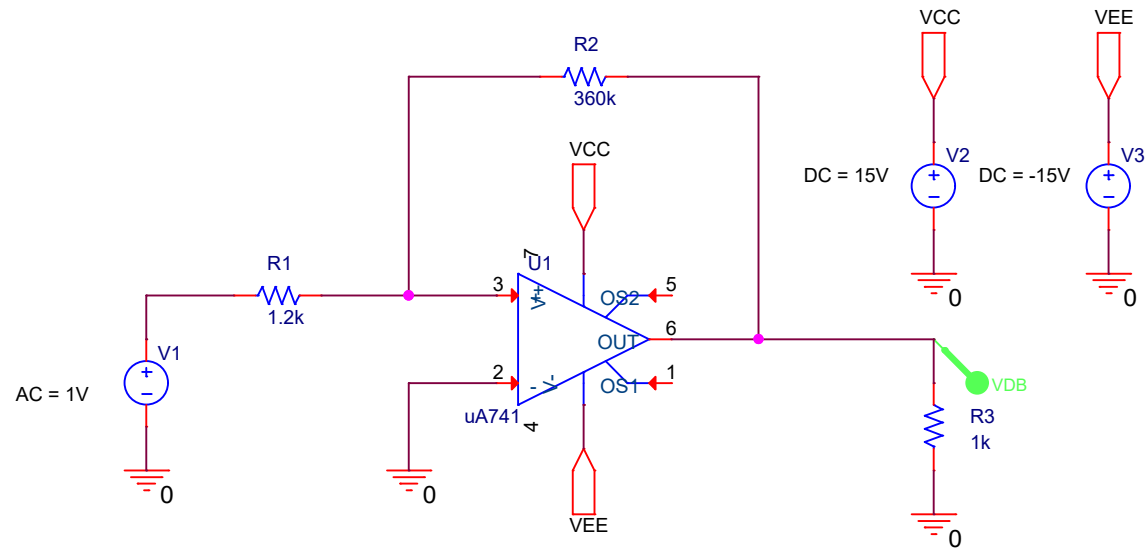 VCC
VEE
R2
360k
VCC
V2
V3
DC = 15V
DC = -15V
7
U1
R1
3
+
V+
OS2
5
0
0
1.2k
6
OUT
V1
2
-
V-
OS1
1
VDB
AC = 1V
uA741
4
R3
1k
0
0
VEE
0